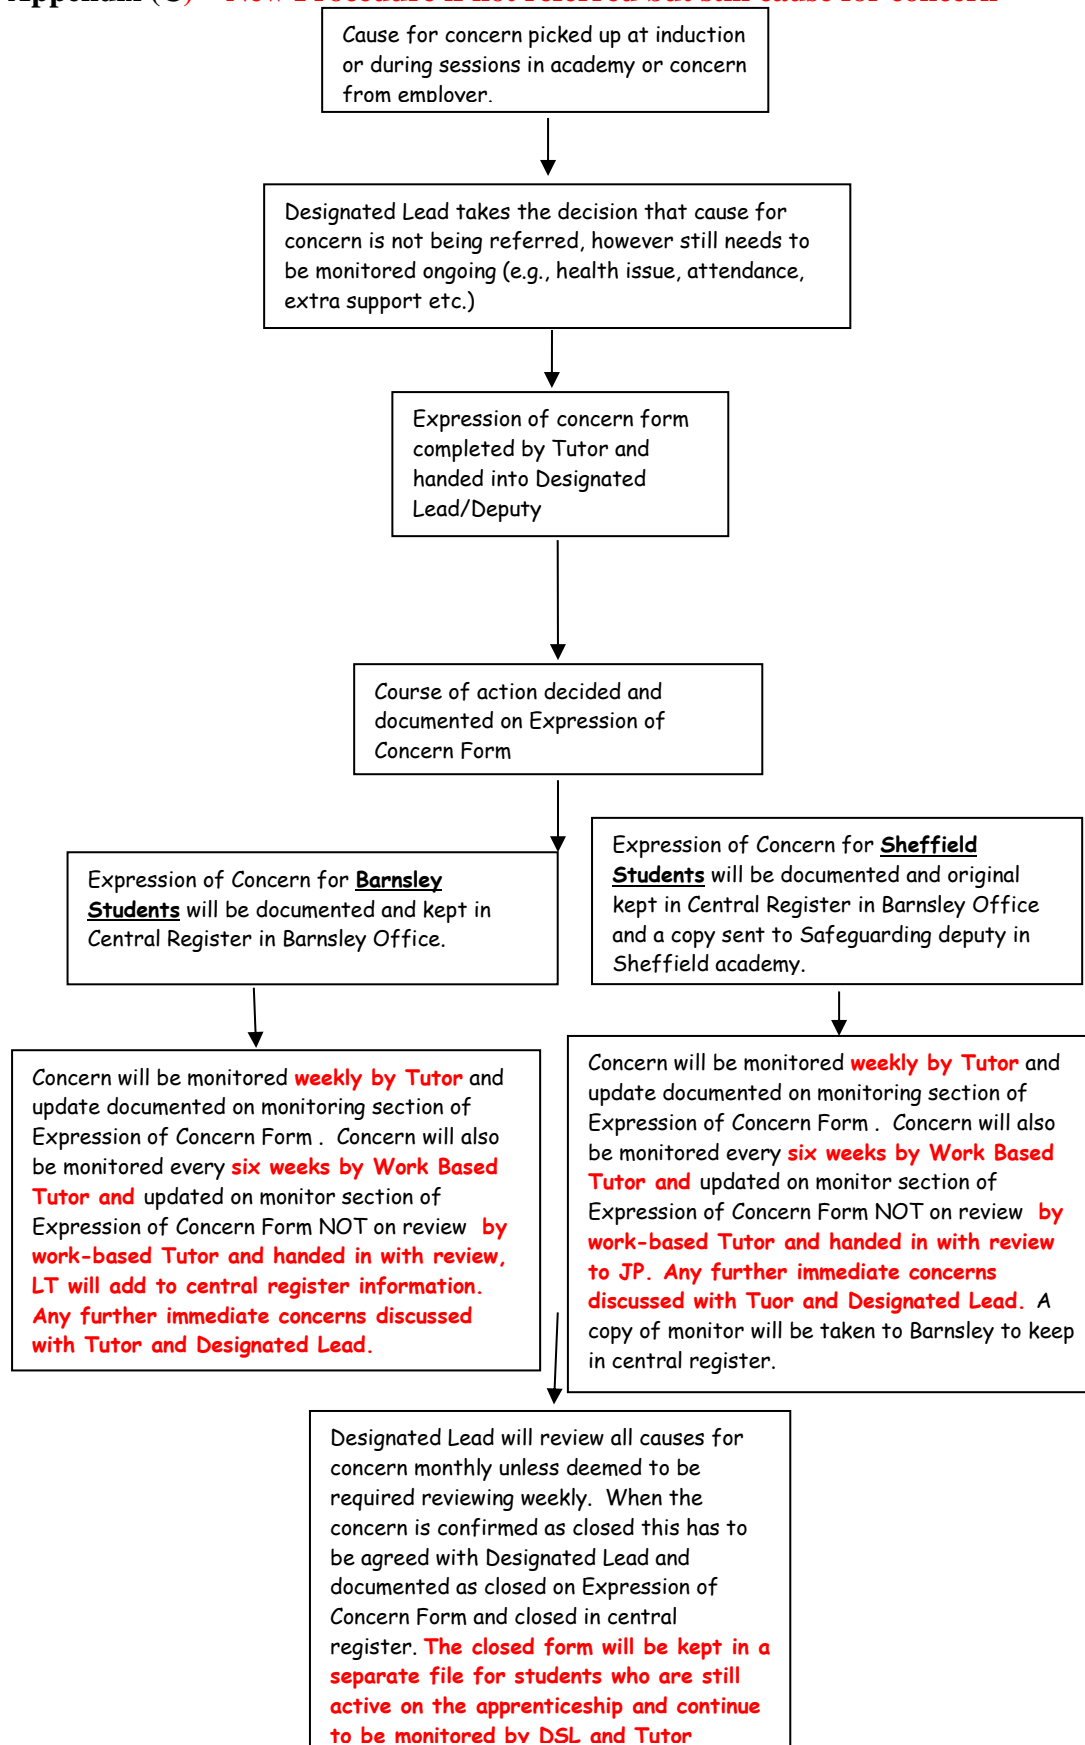 Cause for concern picked up at induction
or during sessions in academy or concern
from employer.
Designated Lead takes the decision that cause for
concern is not being referred, however still needs to
be monitored ongoing (e.g., health issue, attendance,
extra support etc.)
Expression of concern form
completed by Tutor and
handed into Designated
Lead/Deputy
Course of action decided and
documented on Expression of
Concern Form
Expression of Concern for Barnsley
Students will be documented and kept in
Central Register in Barnsley Office.
Expression of Concern for Sheffield
Students will be documented and original
kept in Central Register in Barnsley Office
and a copy sent to Safeguarding deputy in
Sheffield academy.
Concern will be monitored weekly by Tutor and
update documented on monitoring section of
Expression of Concern Form . Concern will also
be monitored every six weeks by Work Based
Tutor and updated on monitor section of
Expression of Concern Form NOT on review by
work-based Tutor and handed in with review,
LT will add to central register information.
Any further immediate concerns discussed
with Tutor and Designated Lead.
Concern will be monitored weekly by Tutor and
update documented on monitoring section of
Expression of Concern Form . Concern will also
be monitored every six weeks by Work Based
Tutor and updated on monitor section of
Expression of Concern Form NOT on review by
work-based Tutor and handed in with review
to JP. Any further immediate concerns
discussed with Tuor and Designated Lead. A
copy of monitor will be taken to Barnsley to keep
in central register.
Designated Lead will review all causes for
concern monthly unless deemed to be
required reviewing weekly. When the
concern is confirmed as closed this has to
be agreed with Designated Lead and
documented as closed on Expression of
Concern Form and closed in central
register. The closed form will be kept in a
separate file for students who are still
active on the apprenticeship and continue
to be monitored by DSL and Tutor